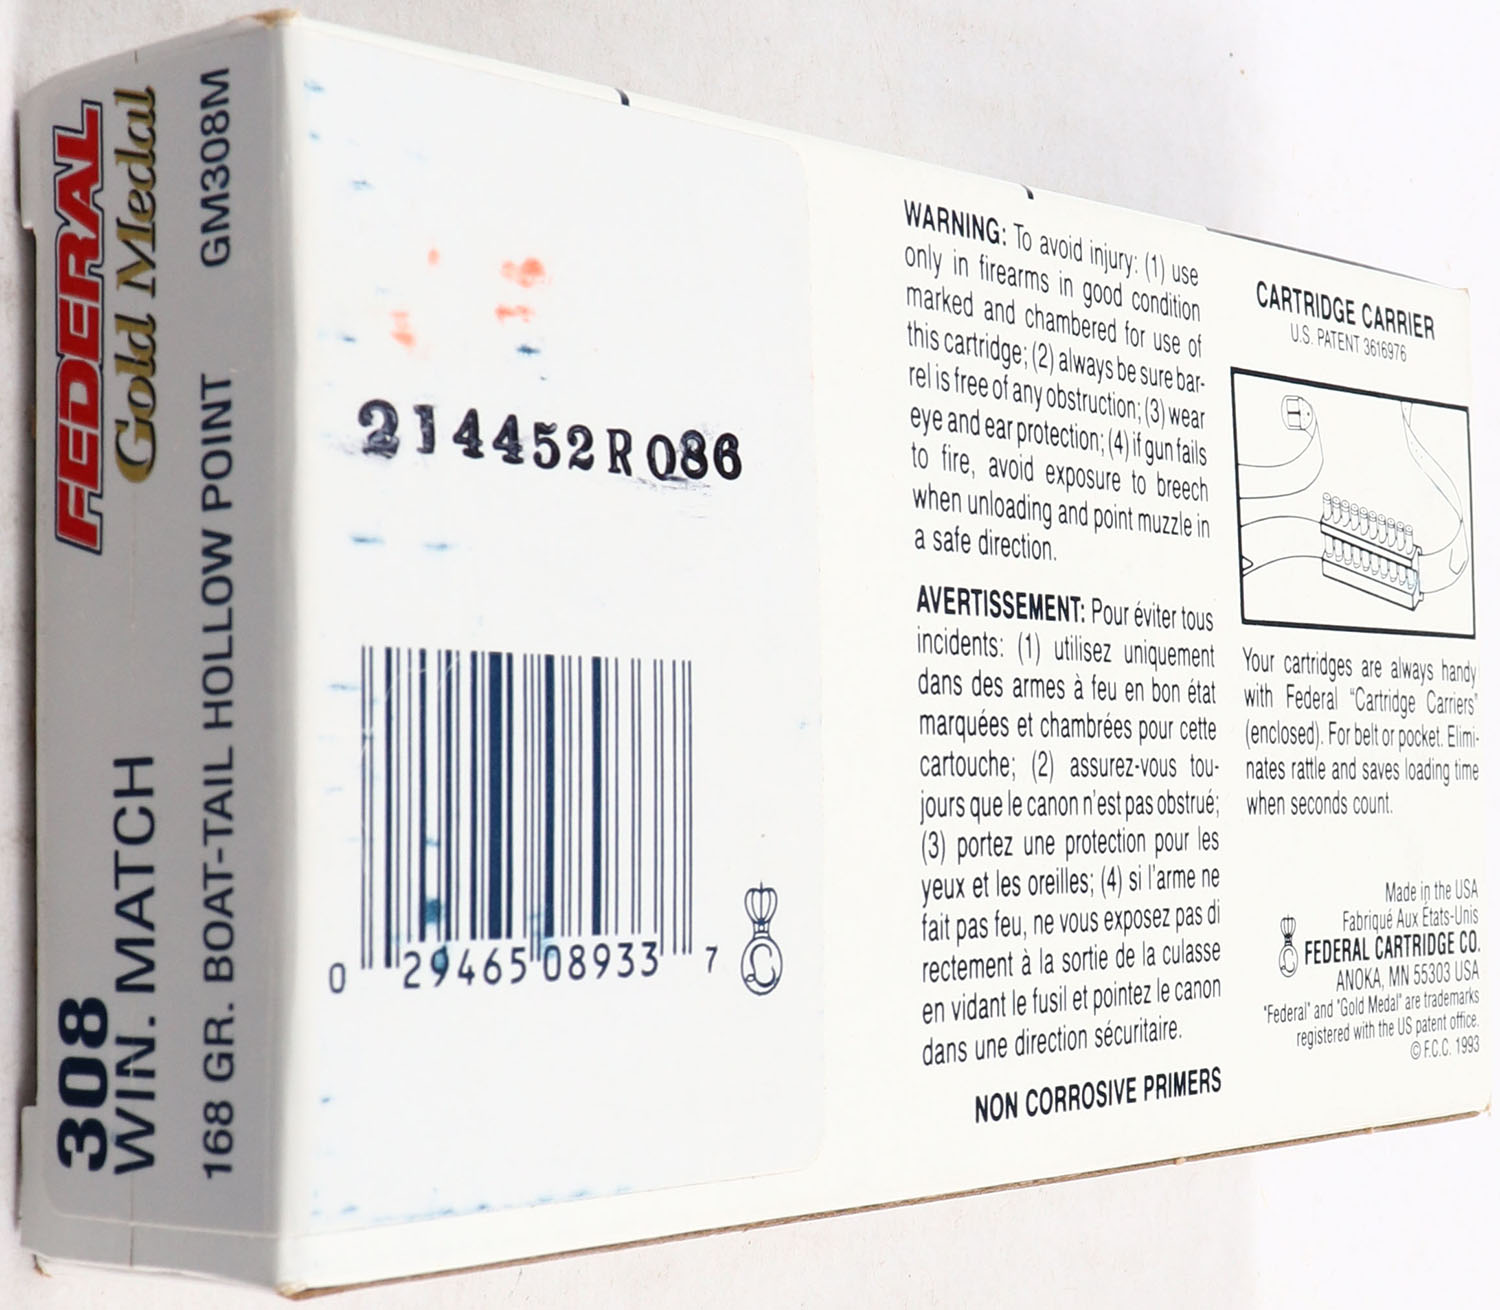 FEDERAL
Gold Medal
308
WIN. MATCH
168 GR. BOAT-TAIL HOLLOW POINT GM308M
214452R086
0 29465 08933 7
WARNING: To avoid injury: (1) use
only in firearms in good condition
marked and chambered for use of
this cartridge; (2) always be sure bar-
rel is free of any obstruction; (3) wear
eye and ear protection; (4) if gun fails
to fire, avoid exposure to breech
when unloading and point muzzle in
a safe direction.
AVERTISSEMENT: Pour éviter tous
incidents: (1) utilisez uniquement
dans des armes à feu en bon état
marquées et chambrées pour cette
cartouche; (2) assurez-vous tou-
jours que le canon n'est pas obstrué;
(3) portez une protection pour les
yeux et les oreilles; (4) si l'arme ne
fait pas feu, ne vous exposez pas di
rectement à la sortie de la culasse
en vidant le fusil et pointez le canon
dans une direction sécuritaire.
NON CORROSIVE PRIMERS
CARTRIDGE CARRIER
U.S. PATENT 3616976
Your cartridges are always handy
with Federal "Cartridge Carriers"
(enclosed). For belt or pocket. Elimi-
nates rattle and saves loading time
when seconds count.
Made in the USA
Fabriqué Aux États-Unis
FEDERAL CARTRIDGE CO.
ANOKA, MN 55303 USA
"Federal" and "Gold Medal" are trademarks
registered with the US patent office.
© F.C.C. 1993